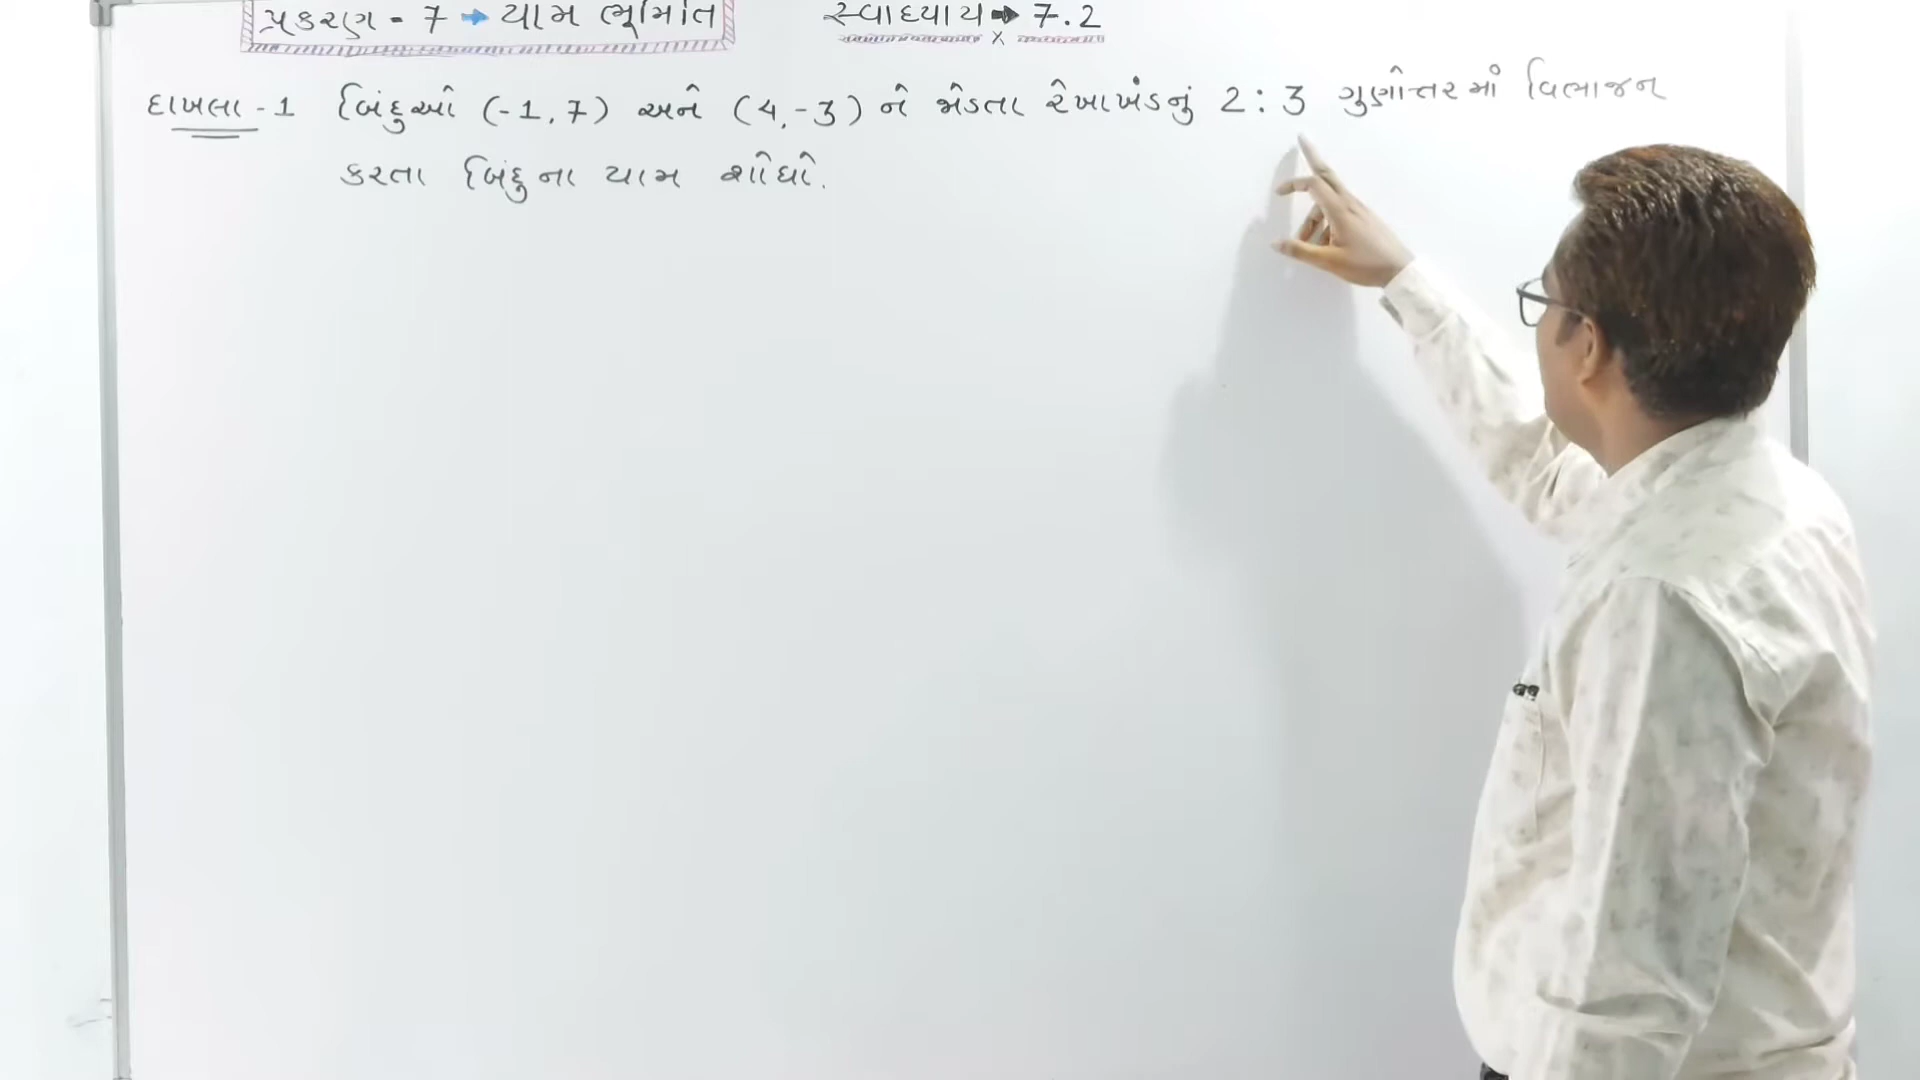 પ્રકરણ - 7 → યામ ભૂમિતિ સ્વાધ્યાય → 7.2
દાખલા - 1 બિંદુઓ (-1, 7) અને (4, -3) ને જોડતા રેખાખંડનું 2 : 3 ગુણોત્તરમાં વિભાજન
કરતા બિંદુના યામ શોધો.